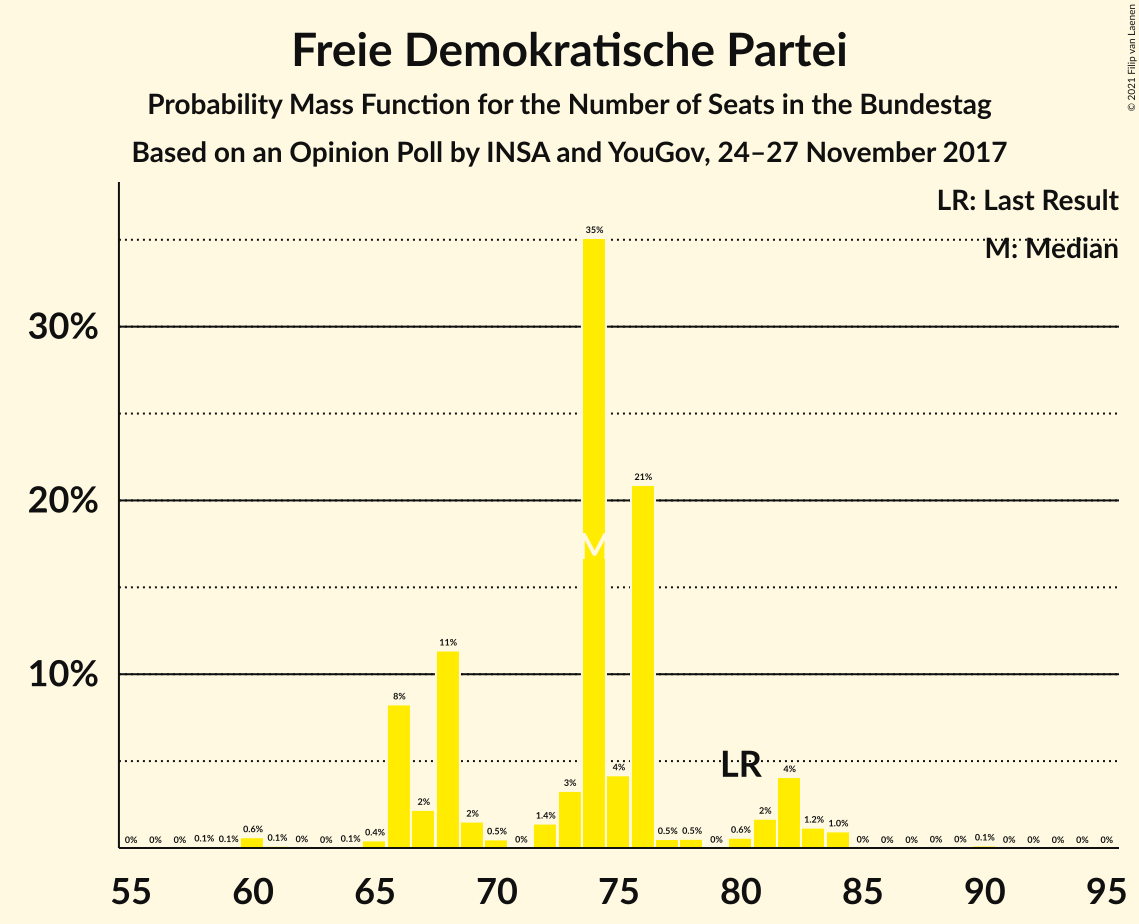 © 2021 Filip van Laenen
Freie Demokratische Partei
Probability Mass Function for the Number of Seats in the Bundestag
Based on an Opinion Poll by INSA and YouGov, 24–27 November 2017
LR: Last Result
M: Median
30%
20%
10%
0% 0% 0% 0.1% 0.1% 0.6% 0.1% 0% 0% 0.1% 0.4% 8% 2% 11% 2% 0.5% 0% 1.4% 3% 35% 4% 21% 0.5% 0.5% 0% 0.6% 2% 4% 1.2% 1.0% 0% 0% 0% 0% 0% 0.1% 0% 0% 0% 0% 0%
M
LR
55 60 65 70 75 80 85 90 95